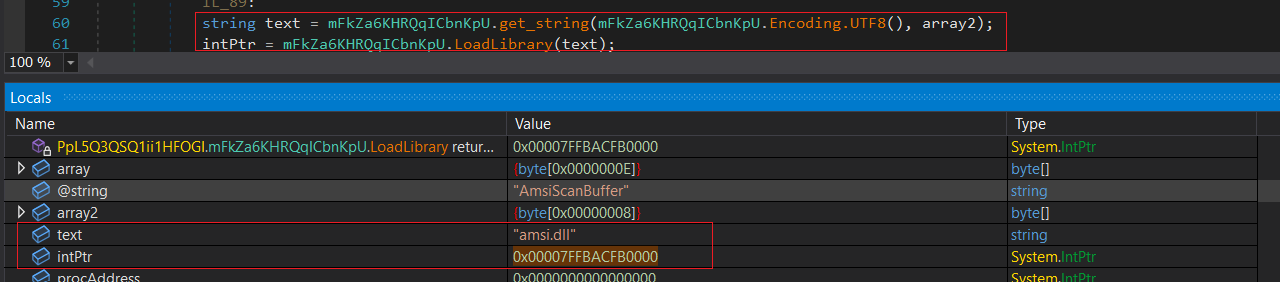 59 IL_89:
60 string text = mFkZa6KHRQqICbnKpU.get_string(mFkZa6KHRQqICbnKpU.Encoding.UTF8(), array2);
61 intPtr = mFkZa6KHRQqICbnKpU.LoadLibrary(text);
100 %
Locals
Name Value Type
PpL5Q3QSQ1ii1HFOGl.mFkZa6KHRQqICbnKpU.LoadLibrary retur... 0x00007FFBACFB0000 System.IntPtr
array {byte[0x0000000E]} byte[]
@string "AmsiScanBuffer" string
array2 {byte[0x00000008]} byte[]
text "amsi.dll" string
intPtr 0x00007FFBACFB0000 System.IntPtr
procAddress 0x0000000000000000 System.IntPtr